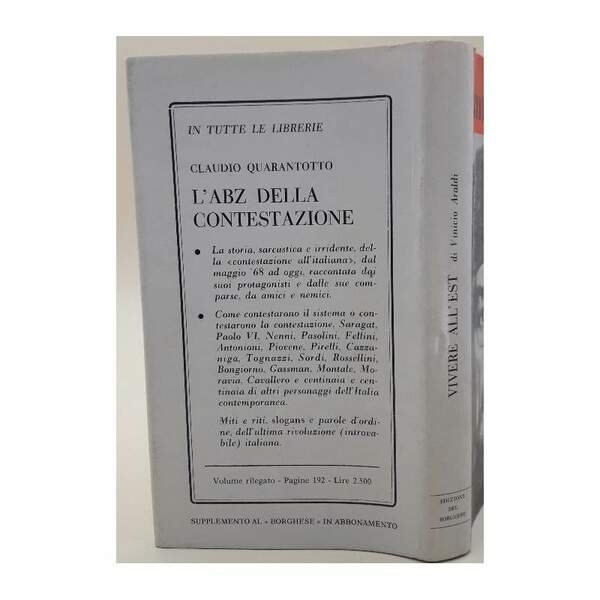 IN TUTTE LE LIBRERIE
CLAUDIO QUARANTOTTO
L'ABZ DELLA
CONTESTAZIONE
● La storia, sarcastica e irridente, del-
la «contestazione all'italiana», dal
maggio '68 ad oggi, raccontata dai
suoi protagonisti e dalle sue com-
parse, da amici e nemici.
● Come contestarono il sistema o con-
testarono la contestazione, Saragat,
Paolo VI, Nenni, Pasolini, Fellini,
Antonioni, Piovene, Pirelli, Cazza-
niga, Tognazzi, Sordi, Rossellini,
Bongiorno, Gassman, Montale, Mo-
ravia, Cavallero e centinaia e cen-
tinaia di altri personaggi dell'Italia
contemporanea.
Miti e riti, slogans e parole d'ordi-
ne, dell'ultima rivoluzione (introva-
bile) italiana.
Volume rilegato - Pagine 192 - Lire 2.500
SUPPLEMENTO AL «BORGHESE» IN ABBONAMENTO
VIVERE ALL'EST di Vinicio Araldi
EDIZIONI
DEL
BORGHESE